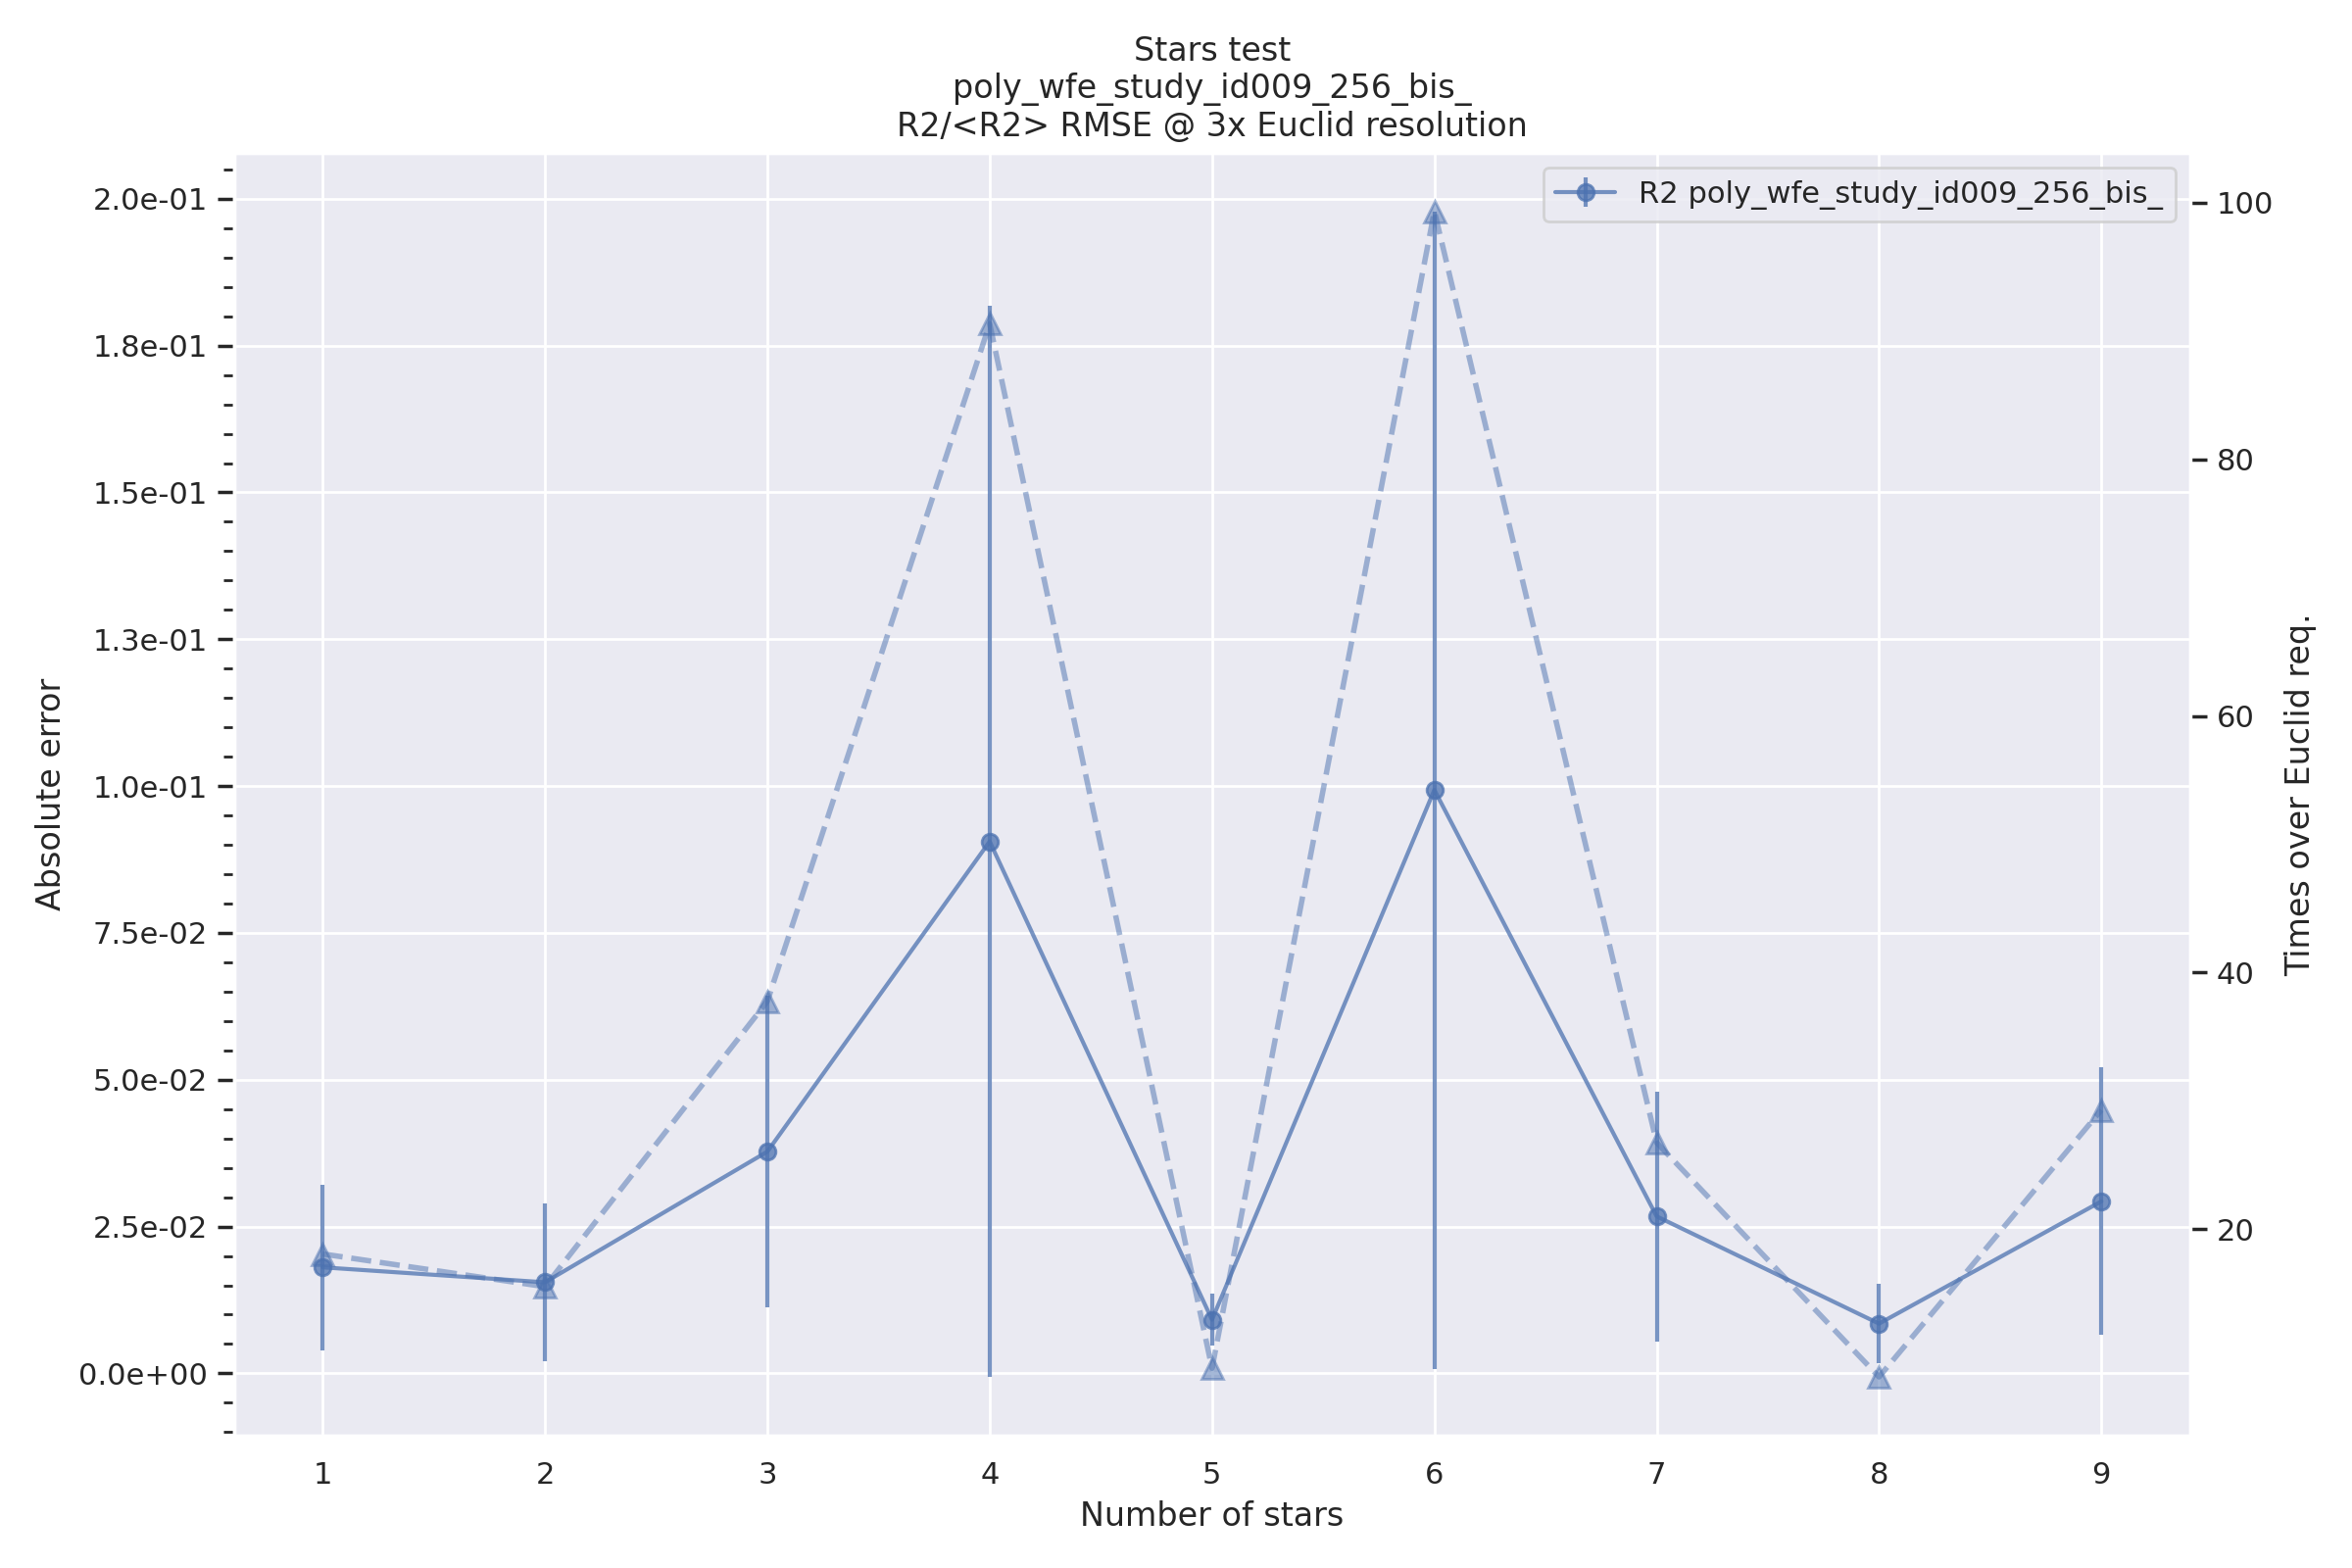 Stars test
poly_wfe_study_id009_256_bis_
R2/<R2> RMSE @ 3x Euclid resolution
R2 poly_wfe_study_id009_256_bis_
2.0e-01
1.8e-01
1.5e-01
1.3e-01
1.0e-01
7.5e-02
5.0e-02
2.5e-02
0.0e+00
Absolute error
100
80
60
40
20
Times over Euclid req.
1 2 3 4 5 6 7 8 9
Number of stars